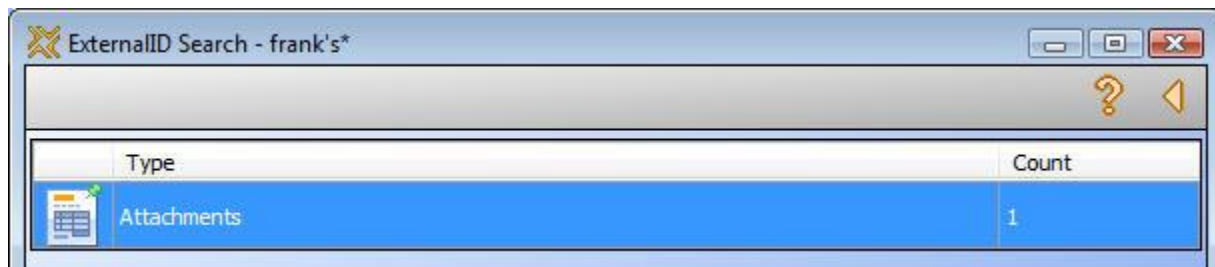 ExternalID Search - frank's*
Type Count
Attachments 1